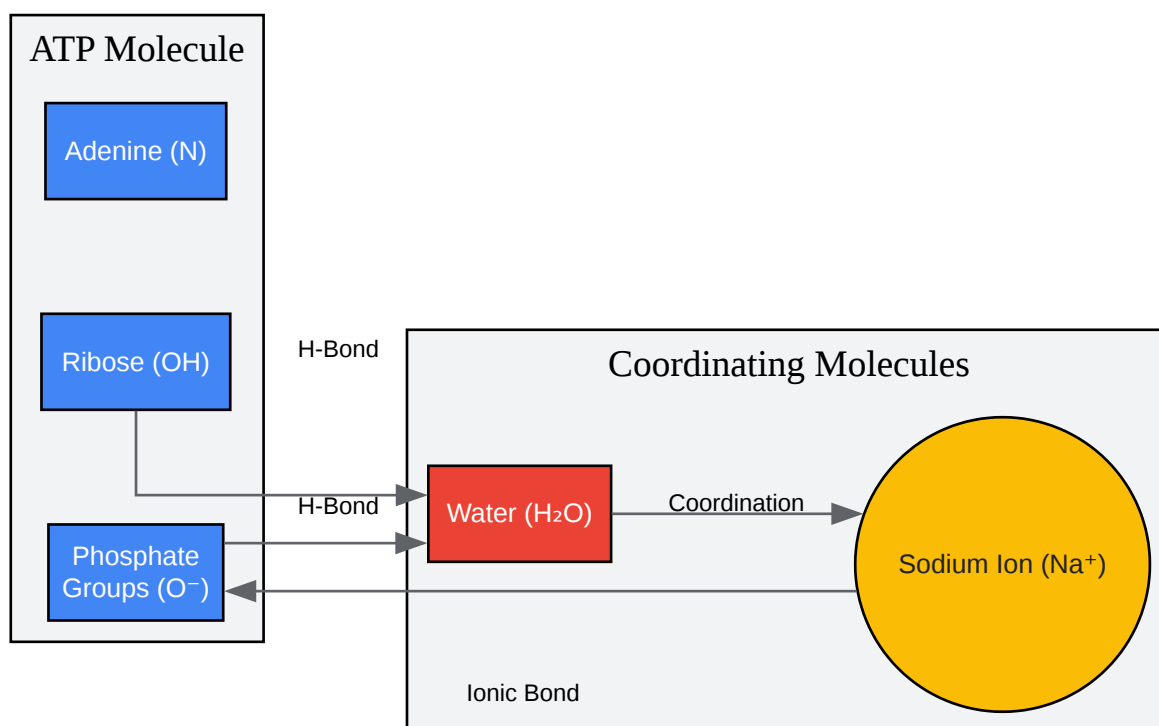 ATP Molecule
Adenine (N)
Ribose (OH)
H-Bond
Coordinating Molecules
H-Bond
Water (H₂O)
Coordination
Phosphate
Groups (O⁻)
Sodium Ion (Na⁺)
Ionic Bond